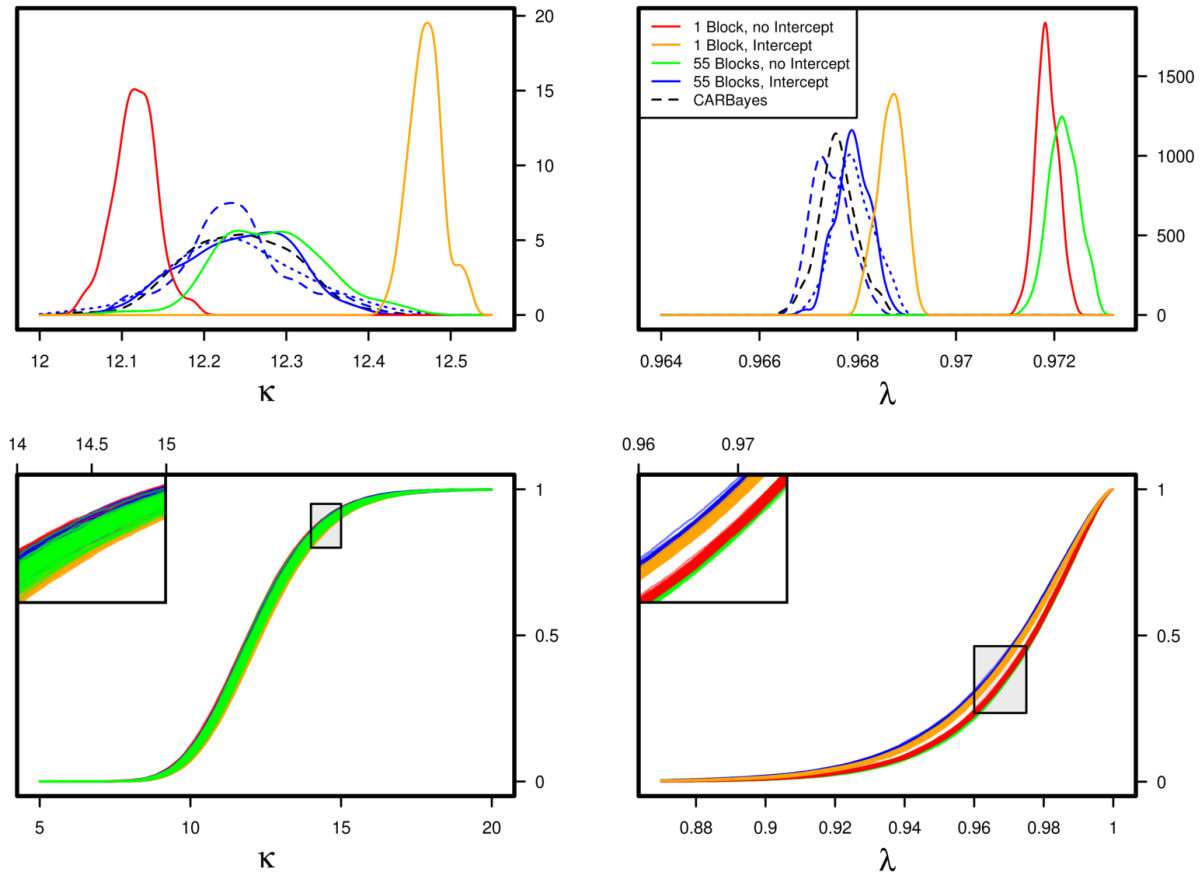 20
15
10
5
0
12 12.1 12.2 12.3 12.4 12.5
κ
1 Block, no Intercept
1 Block, Intercept
55 Blocks, no Intercept
55 Blocks, Intercept
CARBayes
1500
1000
500
0
0.964 0.966 0.968 0.97 0.972
λ
14 14.5 15
1
0.5
0
5 10 15 20
κ
0.96 0.97
1
0.5
0
0.88 0.9 0.92 0.94 0.96 0.98 1
λ